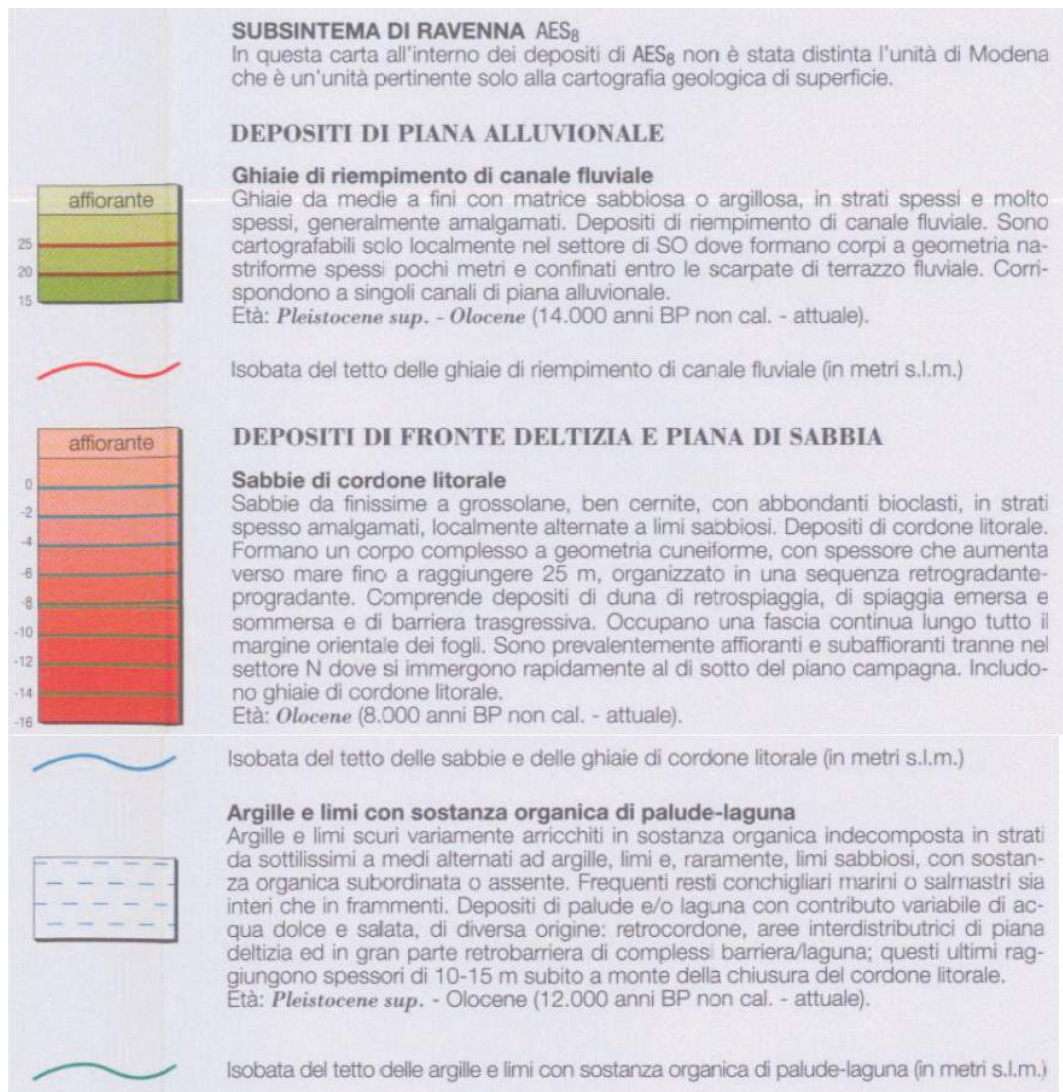 SUBSINTEMA DI RAVENNA AES8
In questa carta all'interno dei depositi di AES8 non è stata distinta l'unità di Modena
che è un'unità pertinente solo alla cartografia geologica di superficie.
DEPOSITI DI PIANA ALLUVIONALE
Ghiaie di riempimento di canale fluviale
Ghiaie da medie a fini con matrice sabbiosa o argillosa, in strati spessi e molto
spessi, generalmente amalgamati. Depositi di riempimento di canale fluviale. Sono
cartografabili solo localmente nel settore di SO dove formano corpi a geometria na-
striforme spessi pochi metri e confinati entro le scarpate di terrazzo fluviale. Corri-
spondono a singoli canali di piana alluvionale.
Età: Pleistocene sup. - Olocene (14.000 anni BP non cal. - attuale).
affiorante
25
20
15
Isobata del tetto delle ghiaie di riempimento di canale fluviale (in metri s.l.m.)
DEPOSITI DI FRONTE DELTIZIA E PIANA DI SABBIA
Sabbie di cordone litorale
Sabbie da finissime a grossolane, ben cernite, con abbondanti bioclasti, in strati
spesso amalgamati, localmente alternate a limi sabbiosi. Depositi di cordone litorale.
Formano un corpo complesso a geometria cuneiforme, con spessore che aumenta
verso mare fino a raggiungere 25 m, organizzato in una sequenza retrogradante-
progradante. Comprende depositi di duna di retrospiaggia, di spiaggia emersa e
sommersa e di barriera trasgressiva. Occupano una fascia continua lungo tutto il
margine orientale dei fogli. Sono prevalentemente affioranti e subaffioranti tranne nel
settore N dove si immergono rapidamente al di sotto del piano campagna. Includo-
no ghiaie di cordone litorale.
Età: Olocene (8.000 anni BP non cal. - attuale).
affiorante
0
-2
-4
-6
-8
-10
-12
-14
-16
Isobata del tetto delle sabbie e delle ghiaie di cordone litorale (in metri s.l.m.)
Argille e limi con sostanza organica di palude-laguna
Argille e limi scuri variamente arricchiti in sostanza organica indecomposta in strati
da sottilissimi a medi alternati ad argille, limi e, raramente, limi sabbiosi, con sostan-
za organica subordinata o assente. Frequenti resti conchigliari marini o salmastri sia
interi che in frammenti. Depositi di palude e/o laguna con contributo variabile di ac-
qua dolce e salata, di diversa origine: retrocordone, aree interdistributrici di piana
deltizia ed in gran parte retrobarriera di complessi barriera/laguna; questi ultimi rag-
giungono spessori di 10-15 m subito a monte della chiusura del cordone litorale.
Età: Pleistocene sup. - Olocene (12.000 anni BP non cal. - attuale).
Isobata del tetto delle argille e limi con sostanza organica di palude-laguna (in metri s.l.m.)